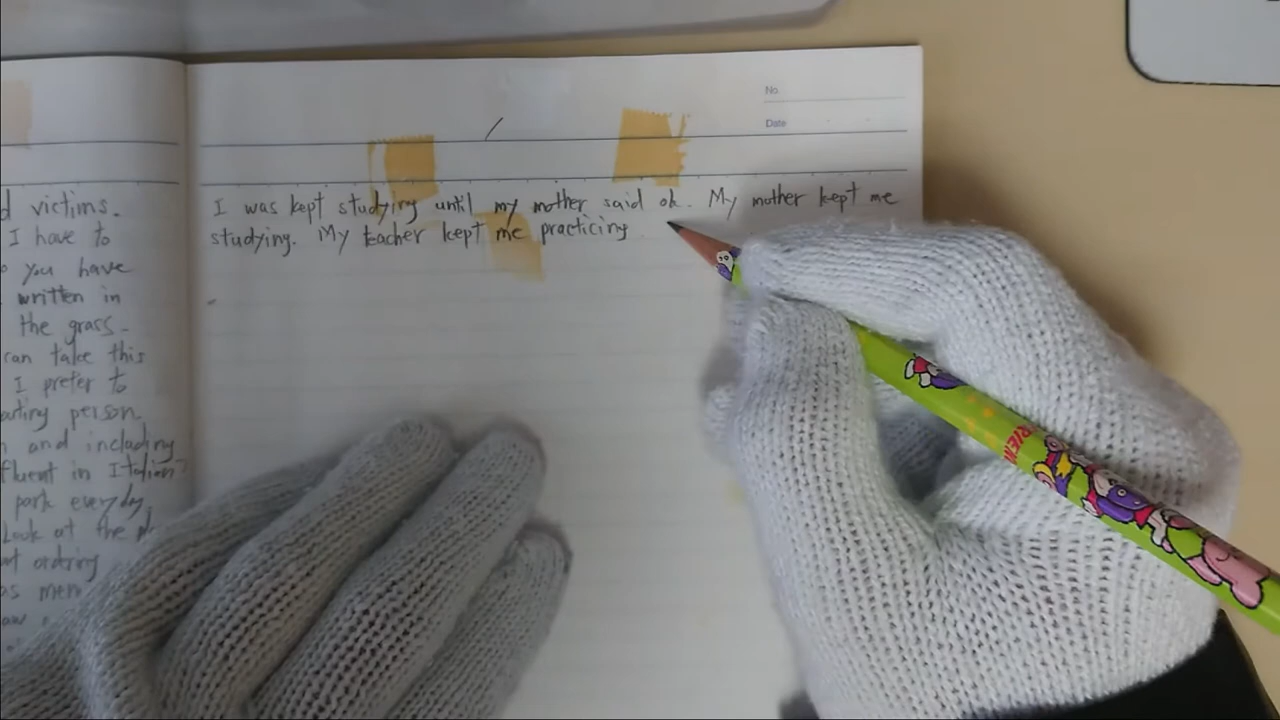 No.
Date
I was kept studying until my mother said ok. My mother kept me
studying. My teacher kept me practicing
victims.
I have to
you have
written in
the grass.
can take this
I prefer to
person
and including
fluent in Italian
park everyday.
Look at the
ordring